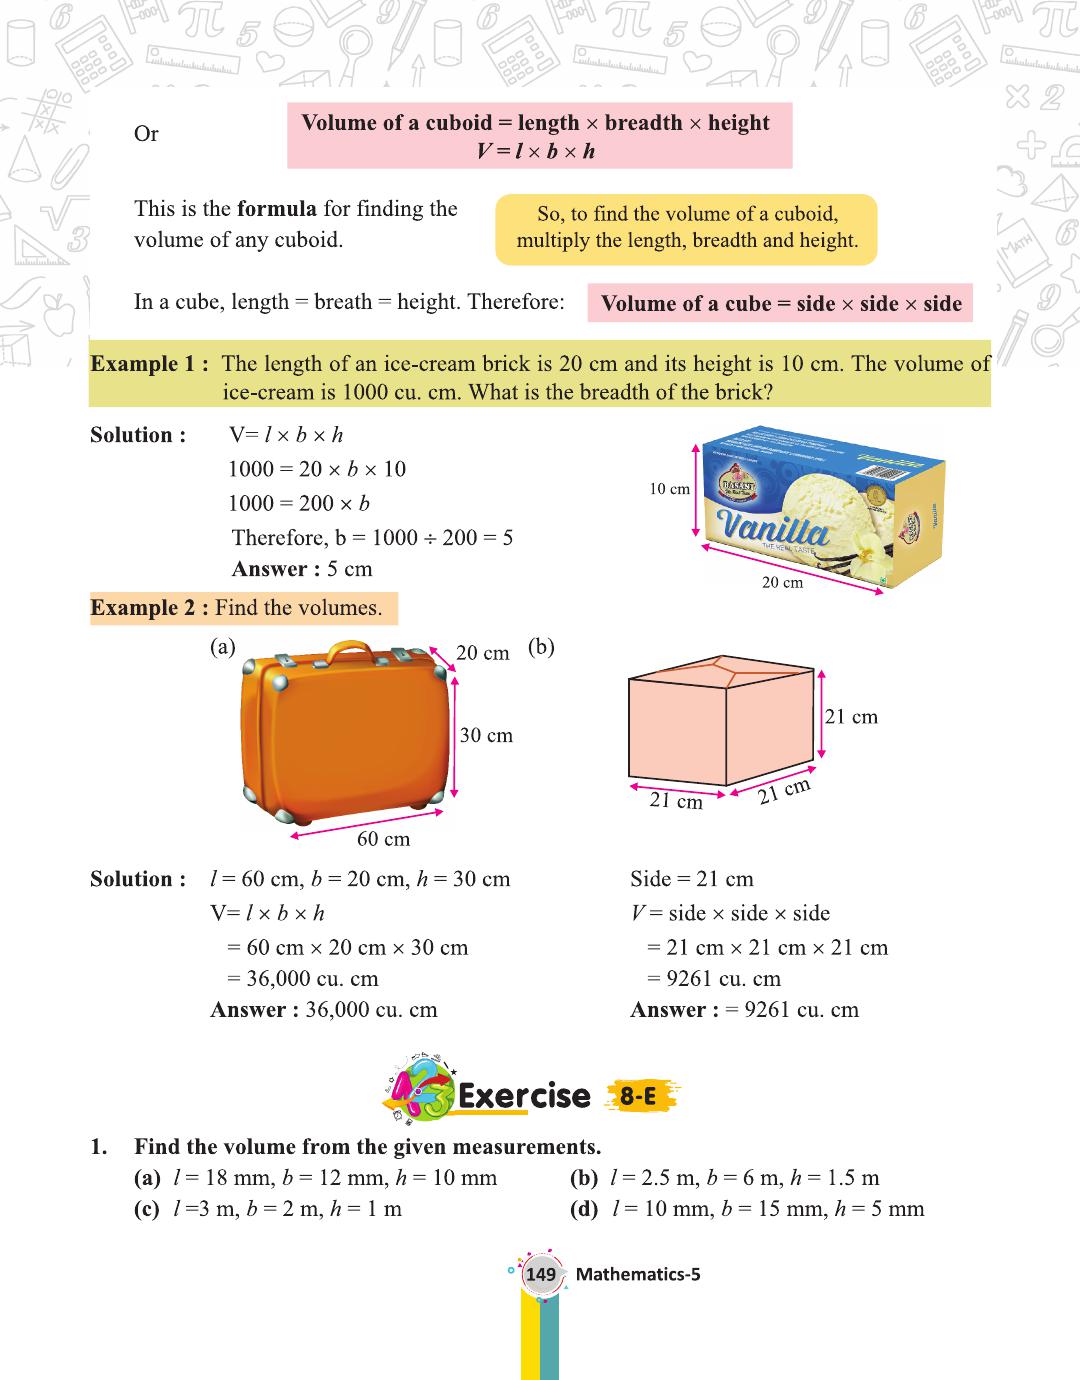 Or
Volume of a cuboid = length × breadth × height
V = l × b × h
This is the formula for finding the
volume of any cuboid.
So, to find the volume of a cuboid,
multiply the length, breadth and height.
In a cube, length = breath = height. Therefore:
Volume of a cube = side × side × side
Example 1 : The length of an ice-cream brick is 20 cm and its height is 10 cm. The volume of
ice-cream is 1000 cu. cm. What is the breadth of the brick?
Solution :
V= l × b × h
1000 = 20 × b × 10
1000 = 200 × b
Therefore, b = 1000 ÷ 200 = 5
Answer : 5 cm
10 cm
Vanilla
THE REAL TASTE
Vanilla
20 cm
Example 2 : Find the volumes.
(a)
20 cm
30 cm
60 cm
(b)
21 cm
21 cm
21 cm
Solution :
l = 60 cm, b = 20 cm, h = 30 cm
V= l × b × h
= 60 cm × 20 cm × 30 cm
= 36,000 cu. cm
Answer : 36,000 cu. cm
Side = 21 cm
V = side × side × side
= 21 cm × 21 cm × 21 cm
= 9261 cu. cm
Answer : = 9261 cu. cm
Exercise 8-E
1. Find the volume from the given measurements.
(a) l = 18 mm, b = 12 mm, h = 10 mm
(b) l = 2.5 m, b = 6 m, h = 1.5 m
(c) l =3 m, b = 2 m, h = 1 m
(d) l = 10 mm, b = 15 mm, h = 5 mm
149 Mathematics-5